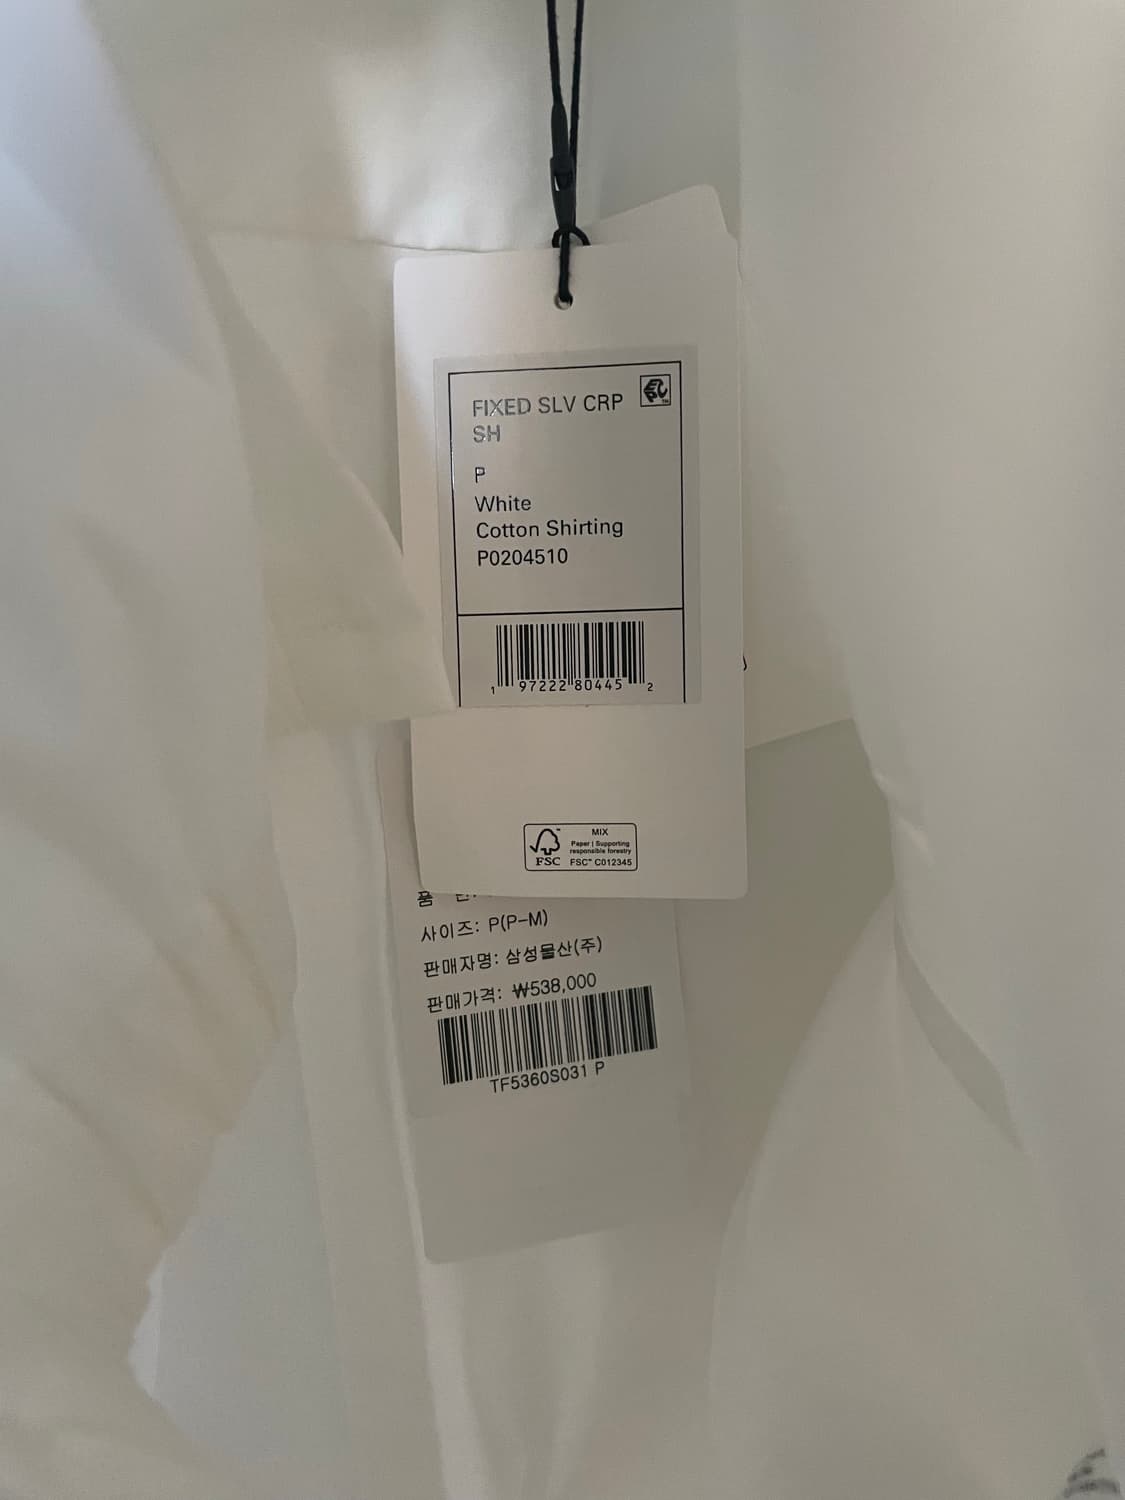 FIXED SLV CRP
SH
P
White
Cotton Shirting
P0204510
1 97222 80445 2
MIX
Paper | Supporting
responsible forestry
FSC™ C012345
FSC
품
사이즈: P(P-M)
판매자명: 삼성물산(주)
판매가격: ₩538,000
TF5360S031 P